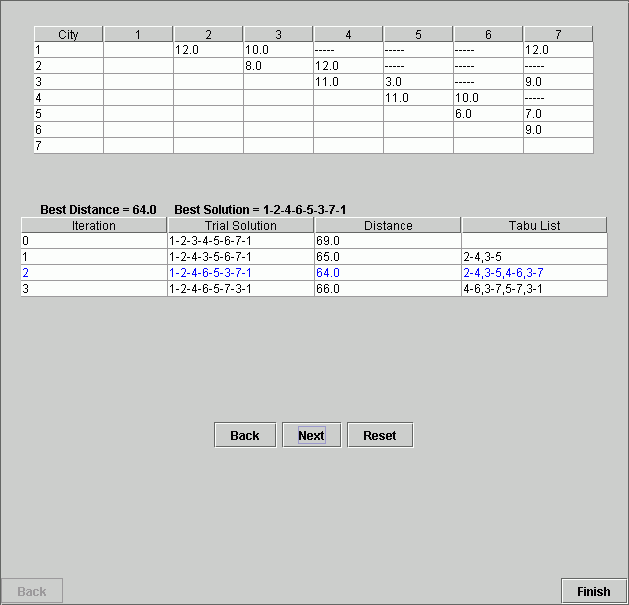 City 1 2 3 4 5 6 7
1 12.0 10.0 ----- ----- ----- 12.0
2 8.0 12.0 ----- ----- -----
3 11.0 3.0 ----- 9.0
4 11.0 10.0 -----
5 6.0 7.0
6 9.0
7
Best Distance = 64.0 Best Solution = 1-2-4-6-5-3-7-1
Iteration Trial Solution Distance Tabu List
0 1-2-3-4-5-6-7-1 69.0
1 1-2-4-3-5-6-7-1 65.0 2-4,3-5
2 1-2-4-6-5-3-7-1 64.0 2-4,3-5,4-6,3-7
3 1-2-4-6-5-7-3-1 66.0 4-6,3-7,5-7,3-1
Back Next Reset
Back Finish